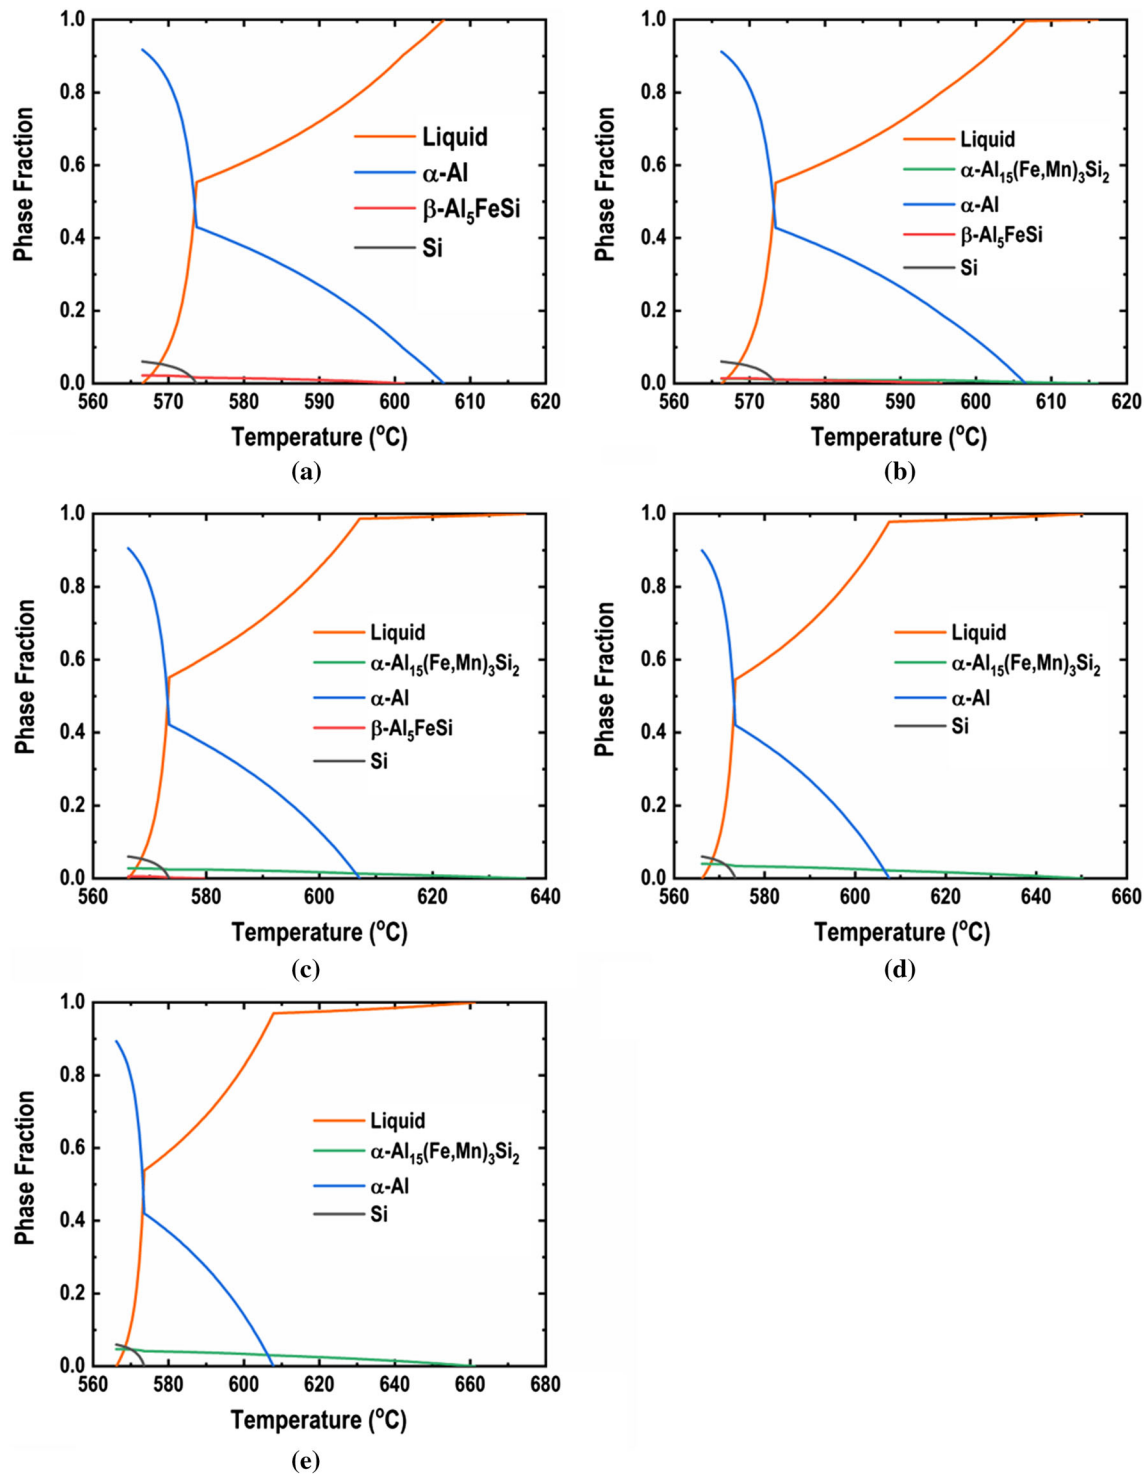 Phase Fraction
1.0
0.8
0.6
0.4
0.2
0.0
560 570 580 590 600 610 620
Temperature (°C)
Liquid
α-Al
β-Al₅FeSi
Si
(a)
Phase Fraction
1.0
0.8
0.6
0.4
0.2
0.0
560 570 580 590 600 610 620
Temperature (°C)
Liquid
α-Al₁₅(Fe,Mn)₃Si₂
α-Al
β-Al₅FeSi
Si
(b)
Phase Fraction
1.0
0.8
0.6
0.4
0.2
0.0
560 580 600 620 640
Temperature (°C)
Liquid
α-Al₁₅(Fe,Mn)₃Si₂
α-Al
β-Al₅FeSi
Si
(c)
Phase Fraction
1.0
0.8
0.6
0.4
0.2
0.0
560 580 600 620 640 660
Temperature (°C)
Liquid
α-Al₁₅(Fe,Mn)₃Si₂
α-Al
Si
(d)
Phase Fraction
1.0
0.8
0.6
0.4
0.2
0.0
560 580 600 620 640 660 680
Temperature (°C)
Liquid
α-Al₁₅(Fe,Mn)₃Si₂
α-Al
Si
(e)